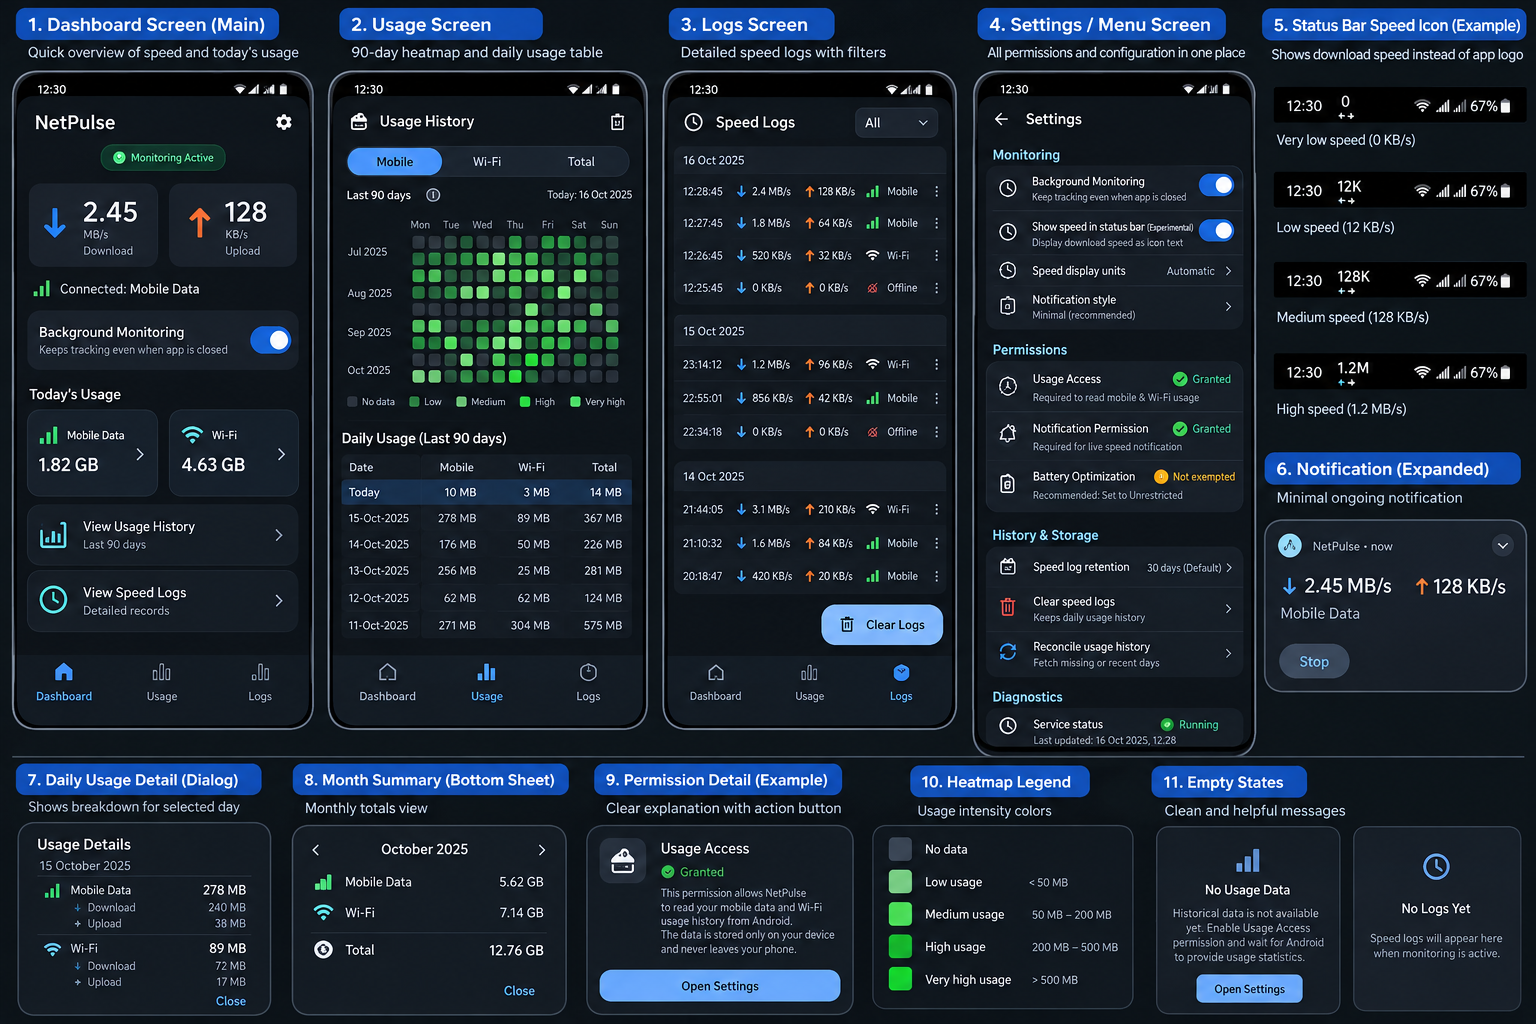 1. Dashboard Screen (Main)
Quick overview of speed and today's usage
12:30
NetPulse
Monitoring Active
2.45
MB/s
Download
128
KB/s
Upload
Connected: Mobile Data
Background Monitoring
Keeps tracking even when app is closed
Today's Usage
Mobile Data
1.82 GB
Wi-Fi
4.63 GB
View Usage History
Last 90 days
View Speed Logs
Detailed records
Dashboard Usage Logs
2. Usage Screen
90-day heatmap and daily usage table
12:30
Usage History
Mobile Wi-Fi Total
Last 90 days Today: 16 Oct 2025
Mon Tue Wed Thu Fri Sat Sun
Jul 2025
Aug 2025
Sep 2025
Oct 2025
No data Low Medium High Very high
Daily Usage (Last 90 days)
Date Mobile Wi-Fi Total
Today 10 MB 3 MB 14 MB
15-Oct-2025 278 MB 89 MB 367 MB
14-Oct-2025 176 MB 50 MB 226 MB
13-Oct-2025 256 MB 25 MB 281 MB
12-Oct-2025 62 MB 62 MB 124 MB
11-Oct-2025 271 MB 304 MB 575 MB
Dashboard Usage Logs
3. Logs Screen
Detailed speed logs with filters
12:30
Speed Logs All
16 Oct 2025
12:28:45 2.4 MB/s 128 KB/s Mobile
12:27:45 1.8 MB/s 64 KB/s Mobile
12:26:45 520 KB/s 32 KB/s Wi-Fi
12:25:45 0 KB/s 0 KB/s Offline
15 Oct 2025
23:14:12 1.2 MB/s 96 KB/s Wi-Fi
22:55:01 856 KB/s 42 KB/s Mobile
22:34:18 0 KB/s 0 KB/s Offline
14 Oct 2025
21:44:05 3.1 MB/s 210 KB/s Wi-Fi
21:10:32 1.6 MB/s 84 KB/s Mobile
20:18:47 420 KB/s 20 KB/s Mobile
Clear Logs
Dashboard Usage Logs
4. Settings / Menu Screen
All permissions and configuration in one place
12:30
Settings
Monitoring
Background Monitoring
Keep tracking even when app is closed
Show speed in status bar (Experimental)
Display download speed as icon text
Speed display units Automatic
Notification style
Minimal (recommended)
Permissions
Usage Access Granted
Required to read mobile & Wi-Fi usage
Notification Permission Granted
Required for live speed notification
Battery Optimization Not exempted
Recommended: Set to Unrestricted
History & Storage
Speed log retention 30 days (Default)
Clear speed logs
Keeps daily usage history
Reconcile usage history
Fetch missing or recent days
Diagnostics
Service status Running
Last updated: 16 Oct 2025, 12.28
5. Status Bar Speed Icon (Example)
Shows download speed instead of app logo
12:30 0 67%
Very low speed (0 KB/s)
12:30 12K 67%
Low speed (12 KB/s)
12:30 128K 67%
Medium speed (128 KB/s)
12:30 1.2M 67%
High speed (1.2 MB/s)
6. Notification (Expanded)
Minimal ongoing notification
NetPulse • now
2.45 MB/s 128 KB/s
Mobile Data
Stop
7. Daily Usage Detail (Dialog)
Shows breakdown for selected day
Usage Details
15 October 2025
Mobile Data 278 MB
Download 240 MB
Upload 38 MB
Wi-Fi 89 MB
Download 72 MB
Upload 17 MB
Close
8. Month Summary (Bottom Sheet)
Monthly totals view
October 2025
Mobile Data 5.62 GB
Wi-Fi 7.14 GB
Total 12.76 GB
Close
9. Permission Detail (Example)
Clear explanation with action button
Usage Access
Granted
This permission allows NetPulse
to read your mobile data and Wi-Fi
usage history from Android.
The data is stored only on your device
and never leaves your phone.
Open Settings
10. Heatmap Legend
Usage intensity colors
No data
Low usage < 50 MB
Medium usage 50 MB – 200 MB
High usage 200 MB – 500 MB
Very high usage > 500 MB
11. Empty States
Clean and helpful messages
No Usage Data
Historical data is not available
yet. Enable Usage Access
permission and wait for Android
to provide usage statistics.
Open Settings
No Logs Yet
Speed logs will appear here
when monitoring is active.